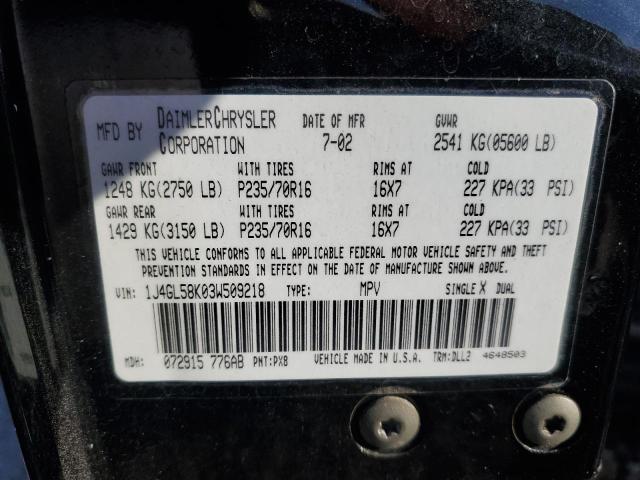 MFD BY DAIMLERCHRYSLER CORPORATION DATE OF MFR 7-02 GVWR 2541 KG(05600 LB)
GAWR FRONT WITH TIRES RIMS AT COLD
1248 KG(2750 LB) P235/70R16 16X7 227 KPA(33 PSI)
GAWR REAR WITH TIRES RIMS AT COLD
1429 KG(3150 LB) P235/70R16 16X7 227 KPA(33 PSI)
THIS VEHICLE CONFORMS TO ALL APPLICABLE FEDERAL MOTOR VEHICLE SAFETY AND THEFT
PREVENTION STANDARDS IN EFFECT ON THE DATE OF MANUFACTURE SHOWN ABOVE.
VIN: 1J4GL58K03W509218 TYPE: MPV SINGLE X DUAL
MDH: 072915 776AB PNT:PX8 VEHICLE MADE IN U.S.A. TRM:DLL2 4648503